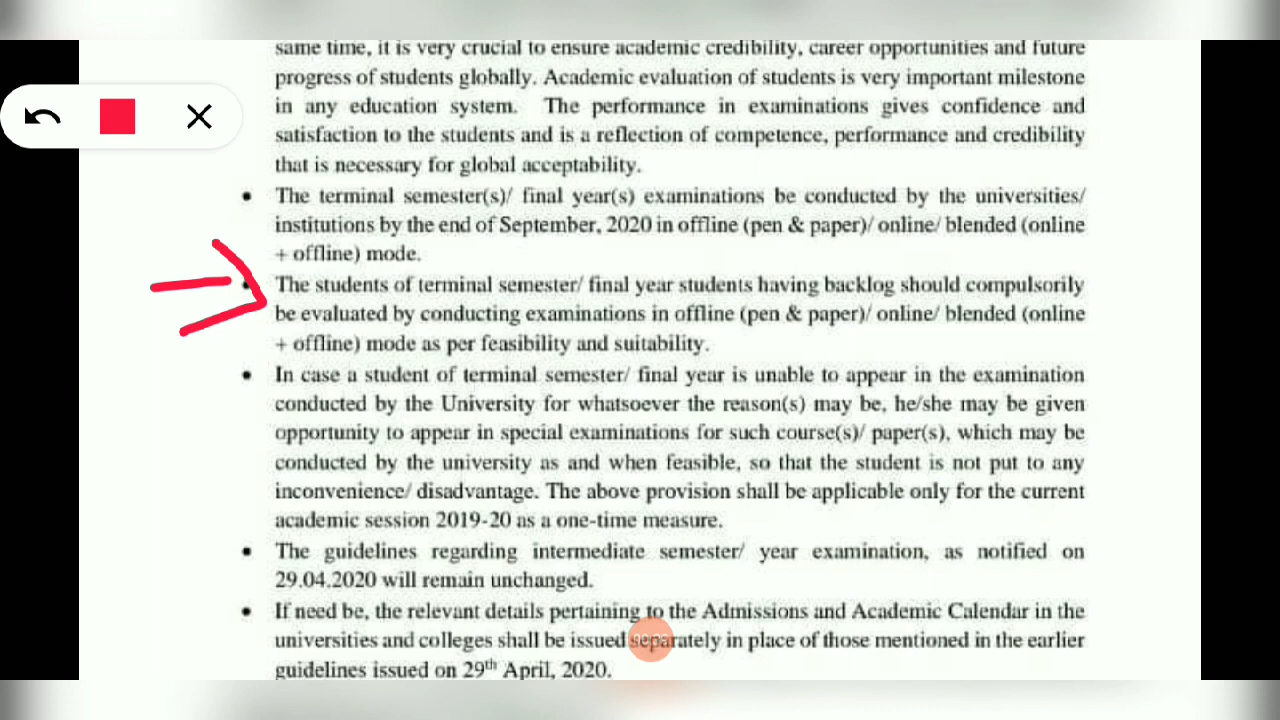 same time, it is very crucial to ensure academic credibility, career opportunities and future
progress of students globally. Academic evaluation of students is very important milestone
in any education system. The performance in examinations gives confidence and
satisfaction to the students and is a reflection of competence, performance and credibility
that is necessary for global acceptability.
• The terminal semester(s)/ final year(s) examinations be conducted by the universities/
institutions by the end of September, 2020 in offline (pen & paper)/ online/ blended (online
+ offline) mode.
• The students of terminal semester/ final year students having backlog should compulsorily
be evaluated by conducting examinations in offline (pen & paper)/ online/ blended (online
+ offline) mode as per feasibility and suitability.
• In case a student of terminal semester/ final year is unable to appear in the examination
conducted by the University for whatsoever the reason(s) may be, he/she may be given
opportunity to appear in special examinations for such course(s)/ paper(s), which may be
conducted by the university as and when feasible, so that the student is not put to any
inconvenience/ disadvantage. The above provision shall be applicable only for the current
academic session 2019-20 as a one-time measure.
• The guidelines regarding intermediate semester/ year examination, as notified on
29.04.2020 will remain unchanged.
• If need be, the relevant details pertaining to the Admissions and Academic Calendar in the
universities and colleges shall be issued separately in place of those mentioned in the earlier
guidelines issued on 29th April, 2020.